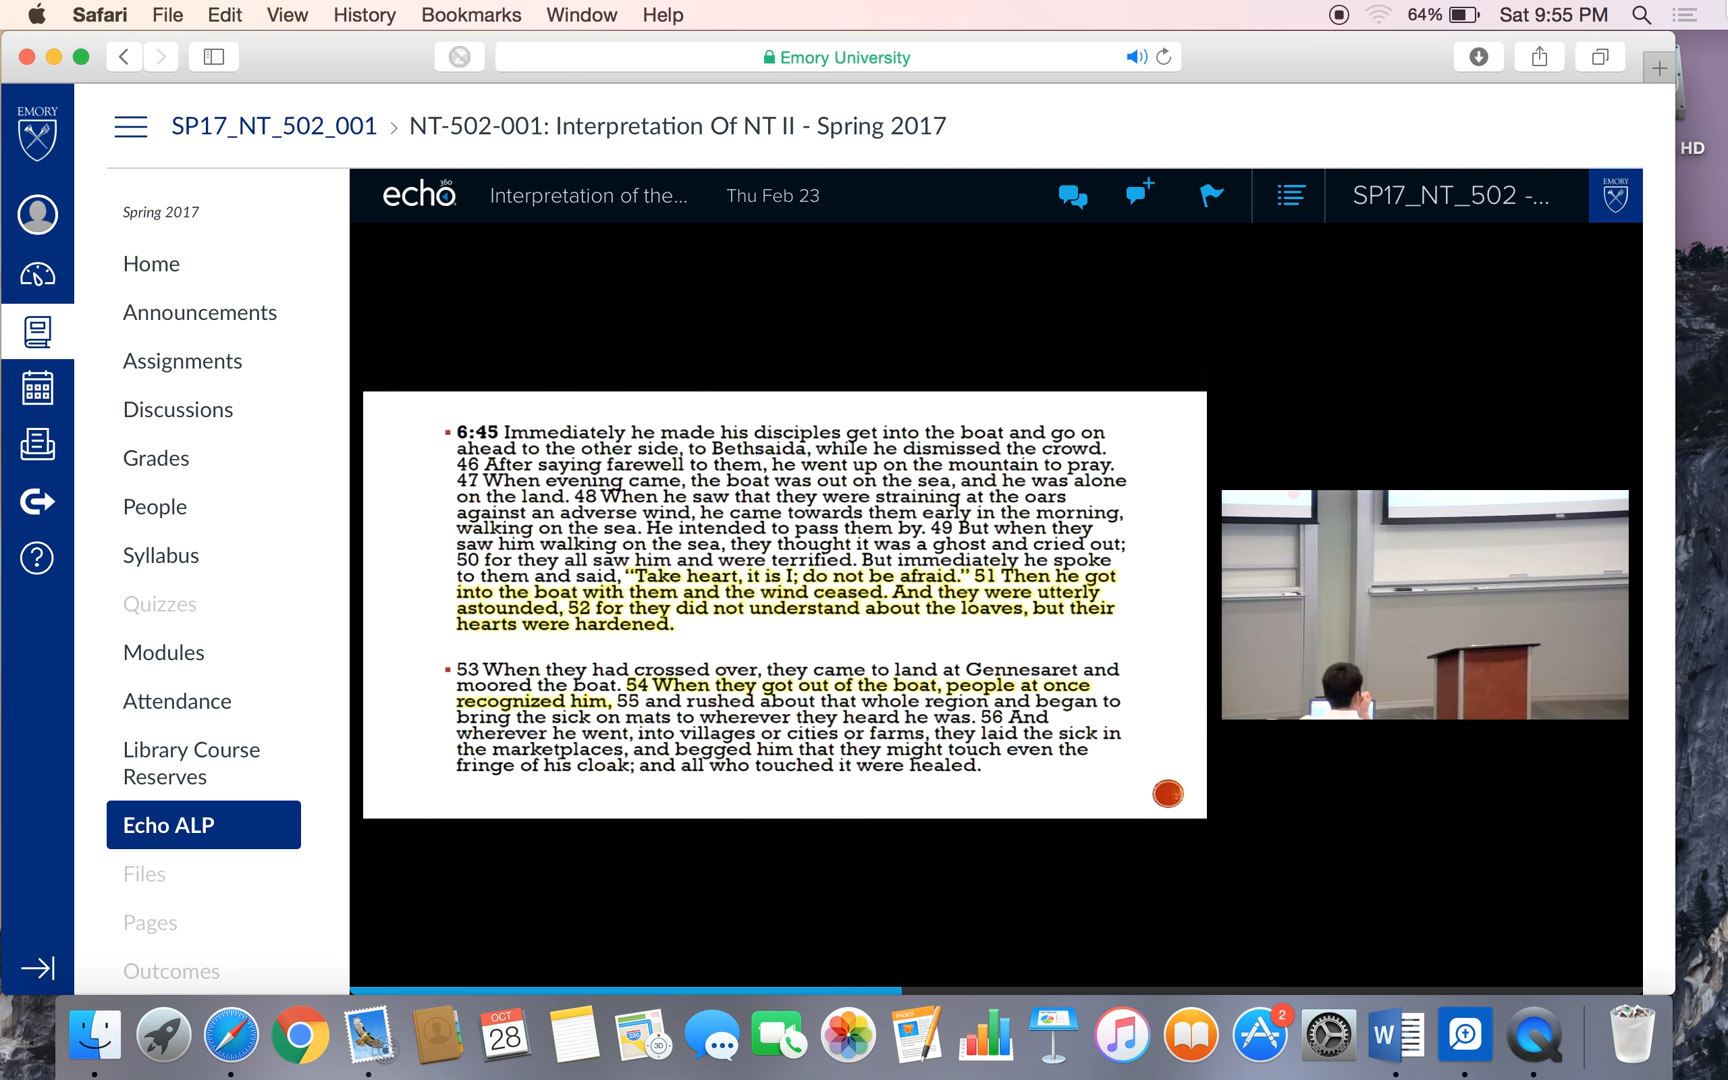 Safari File Edit View History Bookmarks Window Help 64% Sat 9:55 PM
Emory University
HD
EMORY
SP17_NT_502_001 › NT-502-001: Interpretation Of NT II - Spring 2017
echo 360 Interpretation of the... Thu Feb 23 SP17_NT_502 -... EMORY
Spring 2017
Home
Announcements
Assignments
Discussions
Grades
People
Syllabus
Quizzes
Modules
Attendance
Library Course
Reserves
Echo ALP
Files
Pages
Outcomes
6:45 Immediately he made his disciples get into the boat and go on
ahead to the other side, to Bethsaida, while he dismissed the crowd.
46 After saying farewell to them, he went up on the mountain to pray.
47 When evening came, the boat was out on the sea, and he was alone
on the land. 48 When he saw that they were straining at the oars
against an adverse wind, he came towards them early in the morning,
walking on the sea. He intended to pass them by. 49 But when they
saw him walking on the sea, they thought it was a ghost and cried out;
50 for they all saw him and were terrified. But immediately he spoke
to them and said, “Take heart, it is I; do not be afraid.” 51 Then he got
into the boat with them and the wind ceased. And they were utterly
astounded, 52 for they did not understand about the loaves, but their
hearts were hardened.
53 When they had crossed over, they came to land at Gennesaret and
moored the boat. 54 When they got out of the boat, people at once
recognized him, 55 and rushed about that whole region and began to
bring the sick on mats to wherever they heard he was. 56 And
wherever he went, into villages or cities or farms, they laid the sick in
the marketplaces, and begged him that they might touch even the
fringe of his cloak; and all who touched it were healed.
OCT
28
280
3D
PAGES
2
W